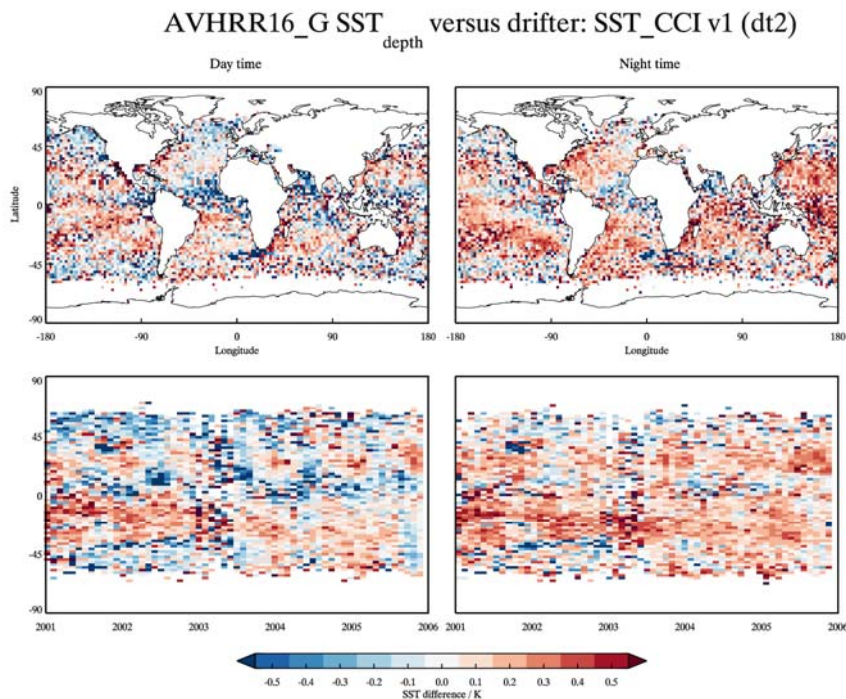 AVHRR16_G SST_depth versus drifter: SST_CCI v1 (dt2)
Day time
Night time
90
45
0
-45
-90
Latitude
-180 -90 0 90 180
Longitude
-180 -90 0 90 180
Longitude
90
45
0
-45
-90
2001 2002 2003 2004 2005 2006
2001 2002 2003 2004 2005 2006
-0.5 -0.4 -0.3 -0.2 -0.1 0.0 0.1 0.2 0.3 0.4 0.5
SST difference / K